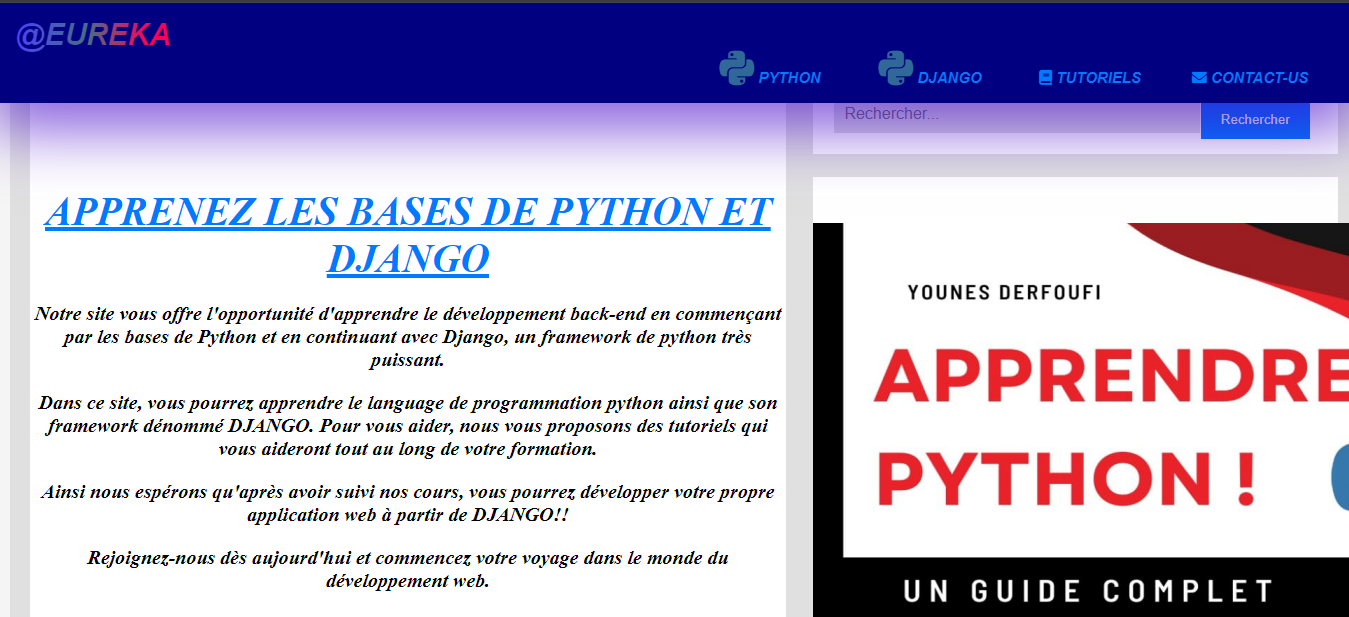 @EUREKA
PYTHON
DJANGO
TUTORIELS
CONTACT-US
Rechercher...
Rechercher
APPRENEZ LES BASES DE PYTHON ET
DJANGO
Notre site vous offre l'opportunité d'apprendre le développement back-end en commençant
par les bases de Python et en continuant avec Django, un framework de python très
puissant.
Dans ce site, vous pourrez apprendre le language de programmation python ainsi que son
framework dénommé DJANGO. Pour vous aider, nous vous proposons des tutoriels qui
vous aideront tout au long de votre formation.
Ainsi nous espérons qu'après avoir suivi nos cours, vous pourrez développer votre propre
application web à partir de DJANGO!!
Rejoignez-nous dès aujourd'hui et commencez votre voyage dans le monde du
développement web.
YOUNES DERFOUFI
APPRENDRE
PYTHON !
UN GUIDE COMPLET